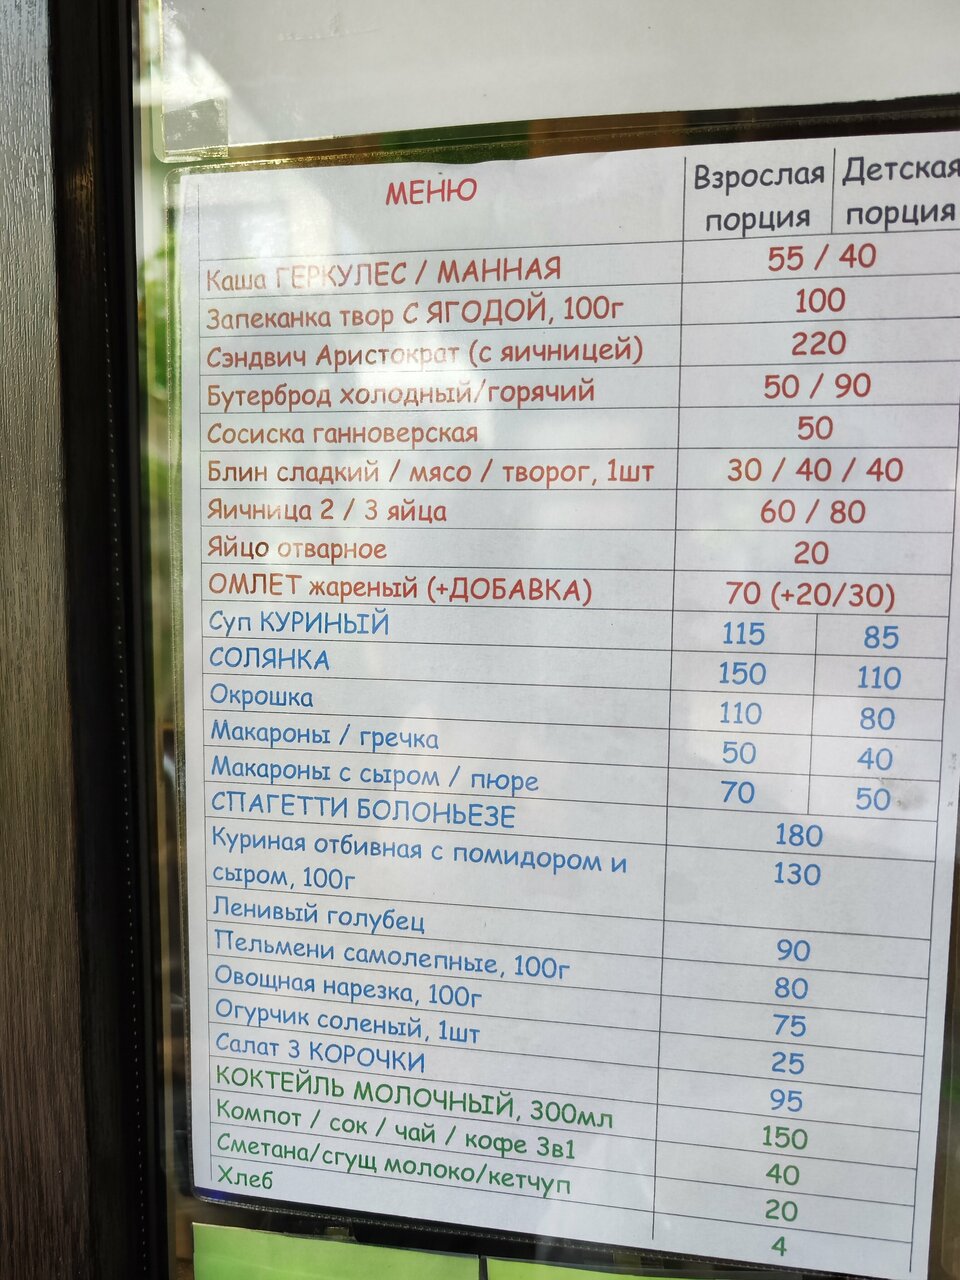 МЕНЮ Взрослая порция Детская порция
Каша ГЕРКУЛЕС / МАННАЯ 55 / 40
Запеканка твор С ЯГОДОЙ, 100г 100
Сэндвич Аристократ (с яичницей) 220
Бутерброд холодный/горячий 50 / 90
Сосиска ганноверская 50
Блин сладкий / мясо / творог, 1шт 30 / 40 / 40
Яичница 2 / 3 яйца 60 / 80
Яйцо отварное 20
ОМЛЕТ жареный (+ДОБАВКА) 70 (+20/30)
Суп КУРИНЫЙ 115 85
СОЛЯНКА 150 110
Окрошка 110 80
Макароны / гречка 50 40
Макароны с сыром / пюре 70 50
СПАГЕТТИ БОЛОНЬЕЗЕ 180
Куриная отбивная с помидором и 130
сыром, 100г
Ленивый голубец 90
Пельмени самолепные, 100г 80
Овощная нарезка, 100г 75
Огурчик соленый, 1шт 25
Салат 3 КОРОЧКИ 95
КОКТЕЙЛЬ МОЛОЧНЫЙ, 300мл 150
Компот / сок / чай / кофе 3в1 40
Сметана/сгущ молоко/кетчуп 20
Хлеб 4